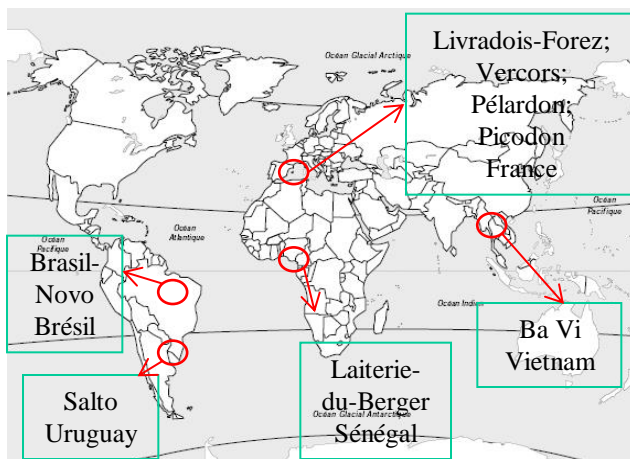 Océan Glacial Arctique
Livradois-Forez;
Vercors;
Pélardon;
Picodon
France
Océan
Pacifique
Océan
Atlantique
Océan
Pacifique
Brasil-
Novo
Brésil
Océan Indien
Ba Vi
Vietnam
Laiterie-
du-Berger
Sénégal
Salto
Uruguay
Océan Glacial Antarctique